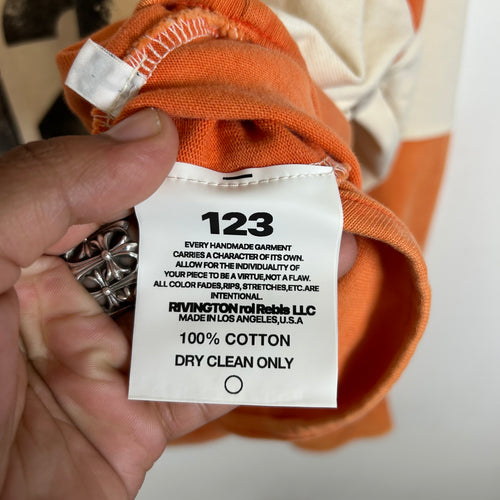 123
EVERY HANDMADE GARMENT
CARRIES A CHARACTER OF ITS OWN.
ALLOW FOR THE INDIVIDUALITY OF
YOUR PIECE TO BE A VIRTUE,NOT A FLAW.
ALL COLOR FADES,RIPS,STRETCHES,ETC.ARE
INTENTIONAL.
RIVINGTON roi Rebis LLC
MADE IN LOS ANGELES,U.S.A
100% COTTON
DRY CLEAN ONLY